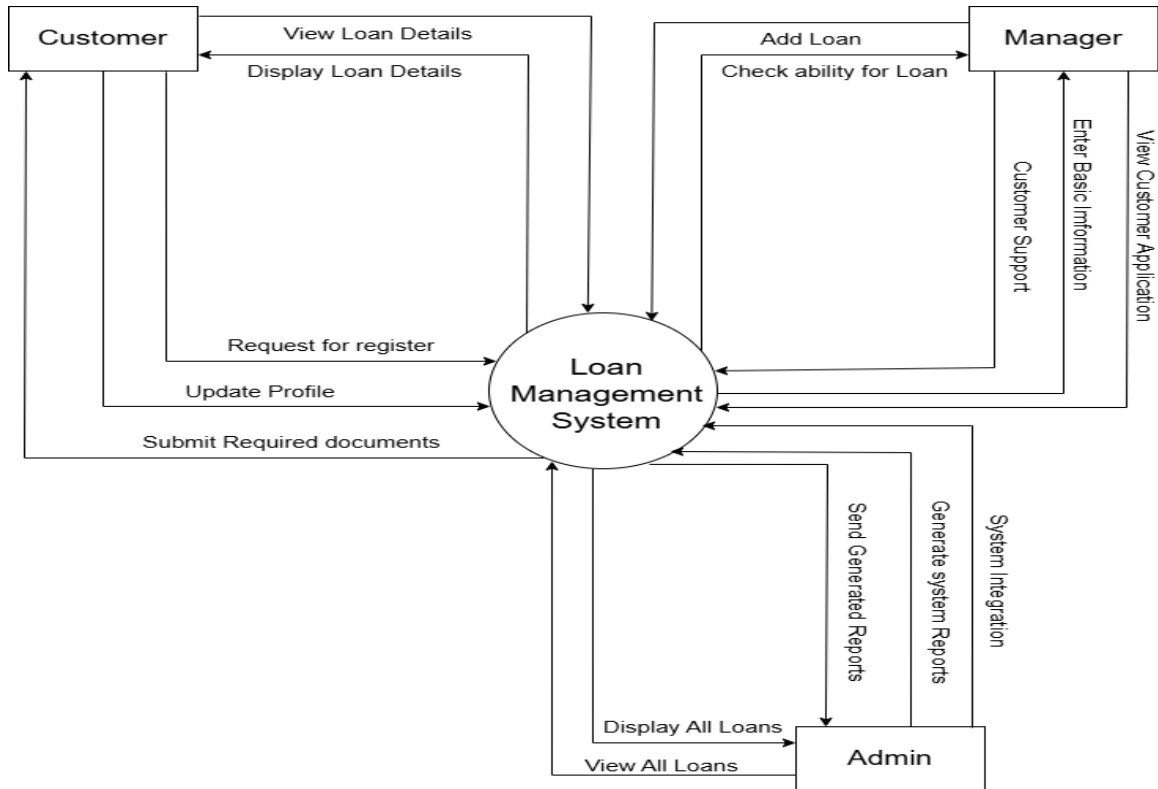 Customer
View Loan Details
Display Loan Details
Add Loan
Check ability for Loan
Manager
Customer Support
Enter Basic Imformation
View Customer Application
Request for register
Update Profile
Submit Required documents
Loan
Management
System
Send Generated Reports
Generate system Reports
System Integration
Display All Loans
View All Loans
Admin